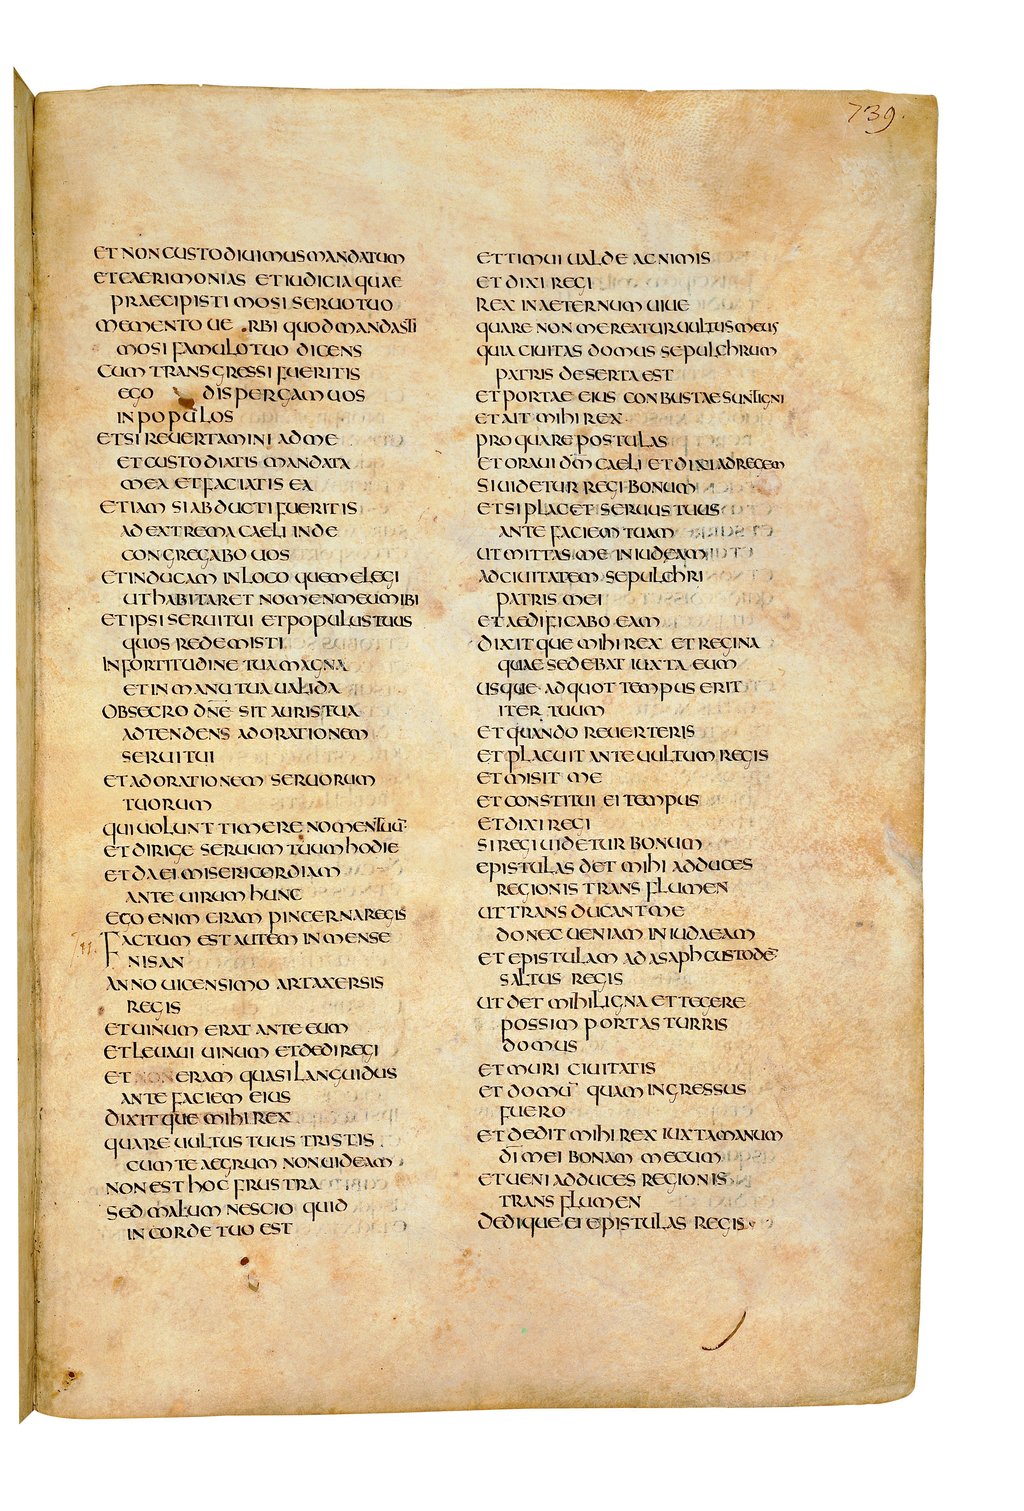 739.
ET NON CUSTODIUIMUS MANDATUM
ET CAERIMONIAS ET IUDICIA QUAE
PRAECIPISTI MOSI SERUO TUO
MEMENTO UE RBI QUOD MANDASTI
MOSI FAMULO TUO DICENS
CUM TRANSGRESSI FUERITIS
EGO DISPERGAM UOS
IN POPULOS
ET SI REUERTAMINI AD ME
ET CUSTODIATIS MANDATA
MEA ET FACIATIS EA
ETIAM SI ABDUCTI FUERITIS
AD EXTREMA CAELI INDE
CONGREGABO UOS
ET INDUCAM IN LOCO QUEM ELEGI
UT HABITARET NOMEN MEUM IBI
ET IPSI SERUI TUI ET POPULUS TUUS
QUOS REDEMISTI
IN FORTITUDINE TUA MAGNA
ET IN MANU TUA UALIDA
OBSECRO DN̄E SIT AURIS TUA
ADTENDENS AD ORATIONEM
SERUI TUI
ET AD ORATIONEM SERUORUM
TUORUM
QUI UOLUNT TIMERE NOMEN TUŪ
ET DIRIGE SERUUM TUUM HODIE
ET DA EI MISERICORDIAM
ANTE UIRUM HUNC
EGO ENIM ERAM PINCERNA REGIS
II. FACTUM EST AUTEM IN MENSE
NISAN
ANNO UICENSIMO ARTAXERSIS
REGIS
ET UINUM ERAT ANTE EUM
ET LEUAUI UINUM ET DEDI REGI
ET NON ERAM QUASI LANGUIDUS
ANTE FACIEM EIUS
DIXITQUE MIHI REX
QUARE UULTUS TUUS TRISTIS
CUM TE AEGRUM NON UIDEAM
NON EST HOC FRUSTRA
SED MALUM NESCIO QUID
IN CORDE TUO EST
ET TIMUI UALDE AC NIMIS
ET DIXI REGI
REX IN AETERNUM UIUE
QUARE NON MEREATUR UULTUS MEUS
QUIA CIUITAS DOMUS SEPULCHRUM
PATRIS DESERTA EST
ET PORTAE EIUS CONBUSTAE SUNT IGNI
ET AIT MIHI REX
PRO QUARE POSTULAS
ET ORAUI DM̄ CAELI ET DIXI AD REGEM
SI UIDETUR REGI BONUM
ET SI PLACET SERUUS TUUS
ANTE FACIEM TUAM
UT MITTAS ME IN IUDEAM
AD CIUITATEM SEPULCHRI
PATRIS MEI
ET AEDIFICABO EAM
DIXITQUE MIHI REX ET REGINA
QUAE SEDEBAT IUXTA EUM
USQUE AD QUOT TEMPUS ERIT
ITER TUUM
ET QUANDO REUERTERIS
ET PLACUIT ANTE UULTUM REGIS
ET MISIT ME
ET CONSTITUI EI TEMPUS
ET DIXI REGI
SI REGI UIDETUR BONUM
EPISTULAS DET MIHI AD DUCES
REGIONIS TRANS FLUMEN
UT TRANSDUCANT ME
DONEC UENIAM IN IUDAEAM
ET EPISTULAM AD ASAPH CUSTODĒ
SALTUS REGIS
UT DET MIHI LIGNA ET TEGERE
POSSIM PORTAS TURRIS
DOMUS
ET MURI CIUITATIS
ET DOMŪ QUAM INGRESSUS
FUERO
ET DEDIT MIHI REX IUXTA MANUM
DĪ MEI BONAM MECUM
ET UENI AD DUCES REGIONIS
TRANS FLUMEN
DEDIQUE EI EPISTULAS REGIS